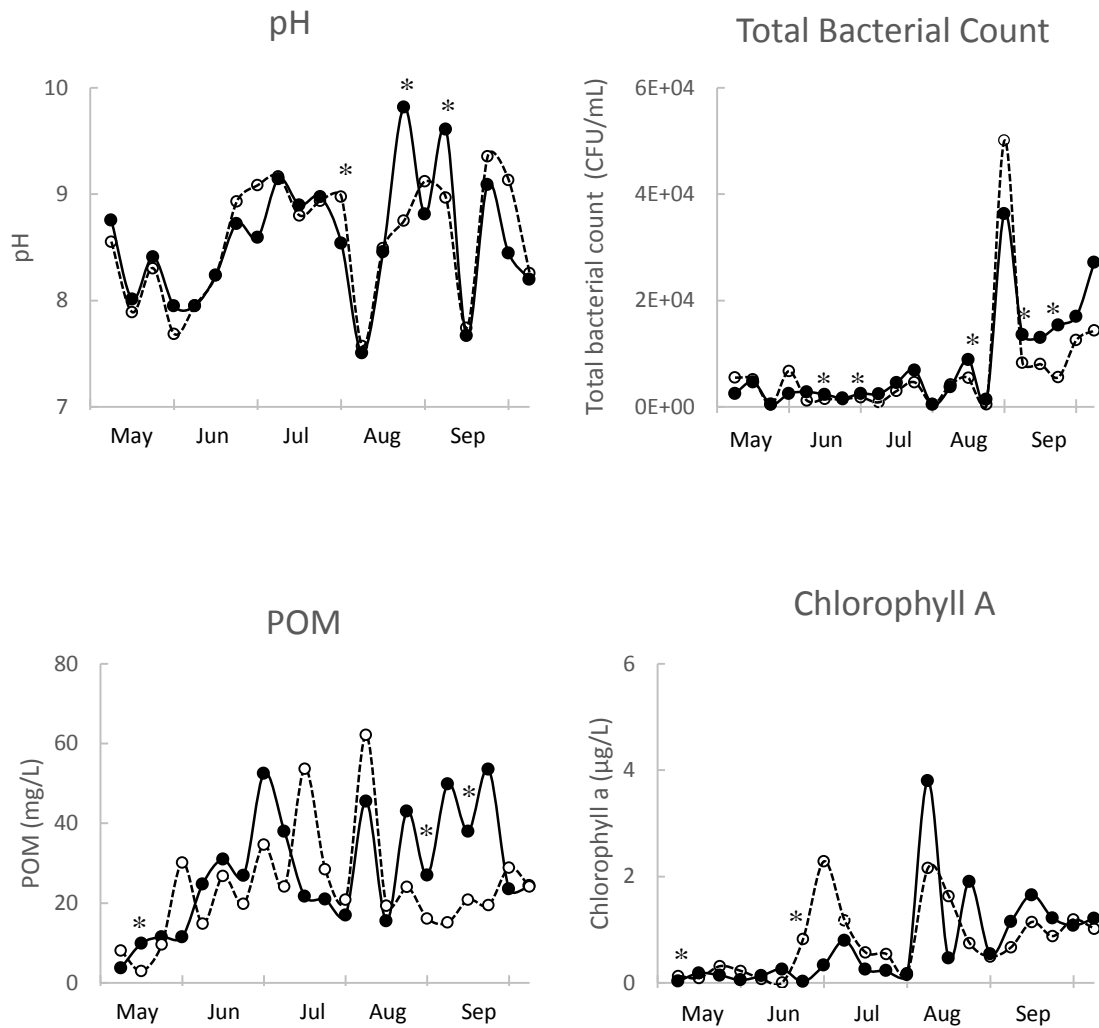 pH
10
9
8
7
pH
* * *
May Jun Jul Aug Sep
Total Bacterial Count
6E+04
4E+04
2E+04
0E+00
Total bacterial count (CFU/mL)
* * * * *
May Jun Jul Aug Sep
POM
80
60
40
20
0
POM (mg/L)
* * *
May Jun Jul Aug Sep
Chlorophyll A
6
4
2
0
Chlorophyll a (µg/L)
* *
May Jun Jul Aug Sep